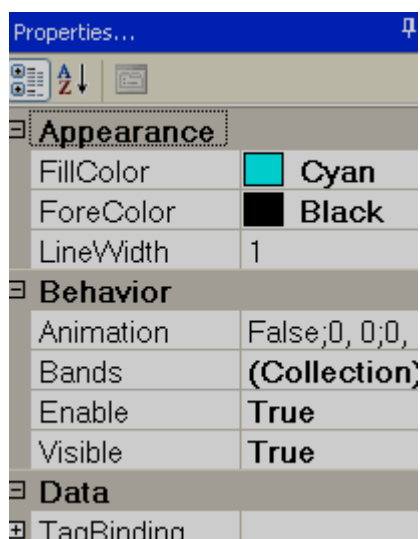 Properties...
Appearance
FillColor Cyan
ForeColor Black
LineWidth 1
Behavior
Animation False;0, 0;0,
Bands (Collection)
Enable True
Visible True
Data
TagBinding